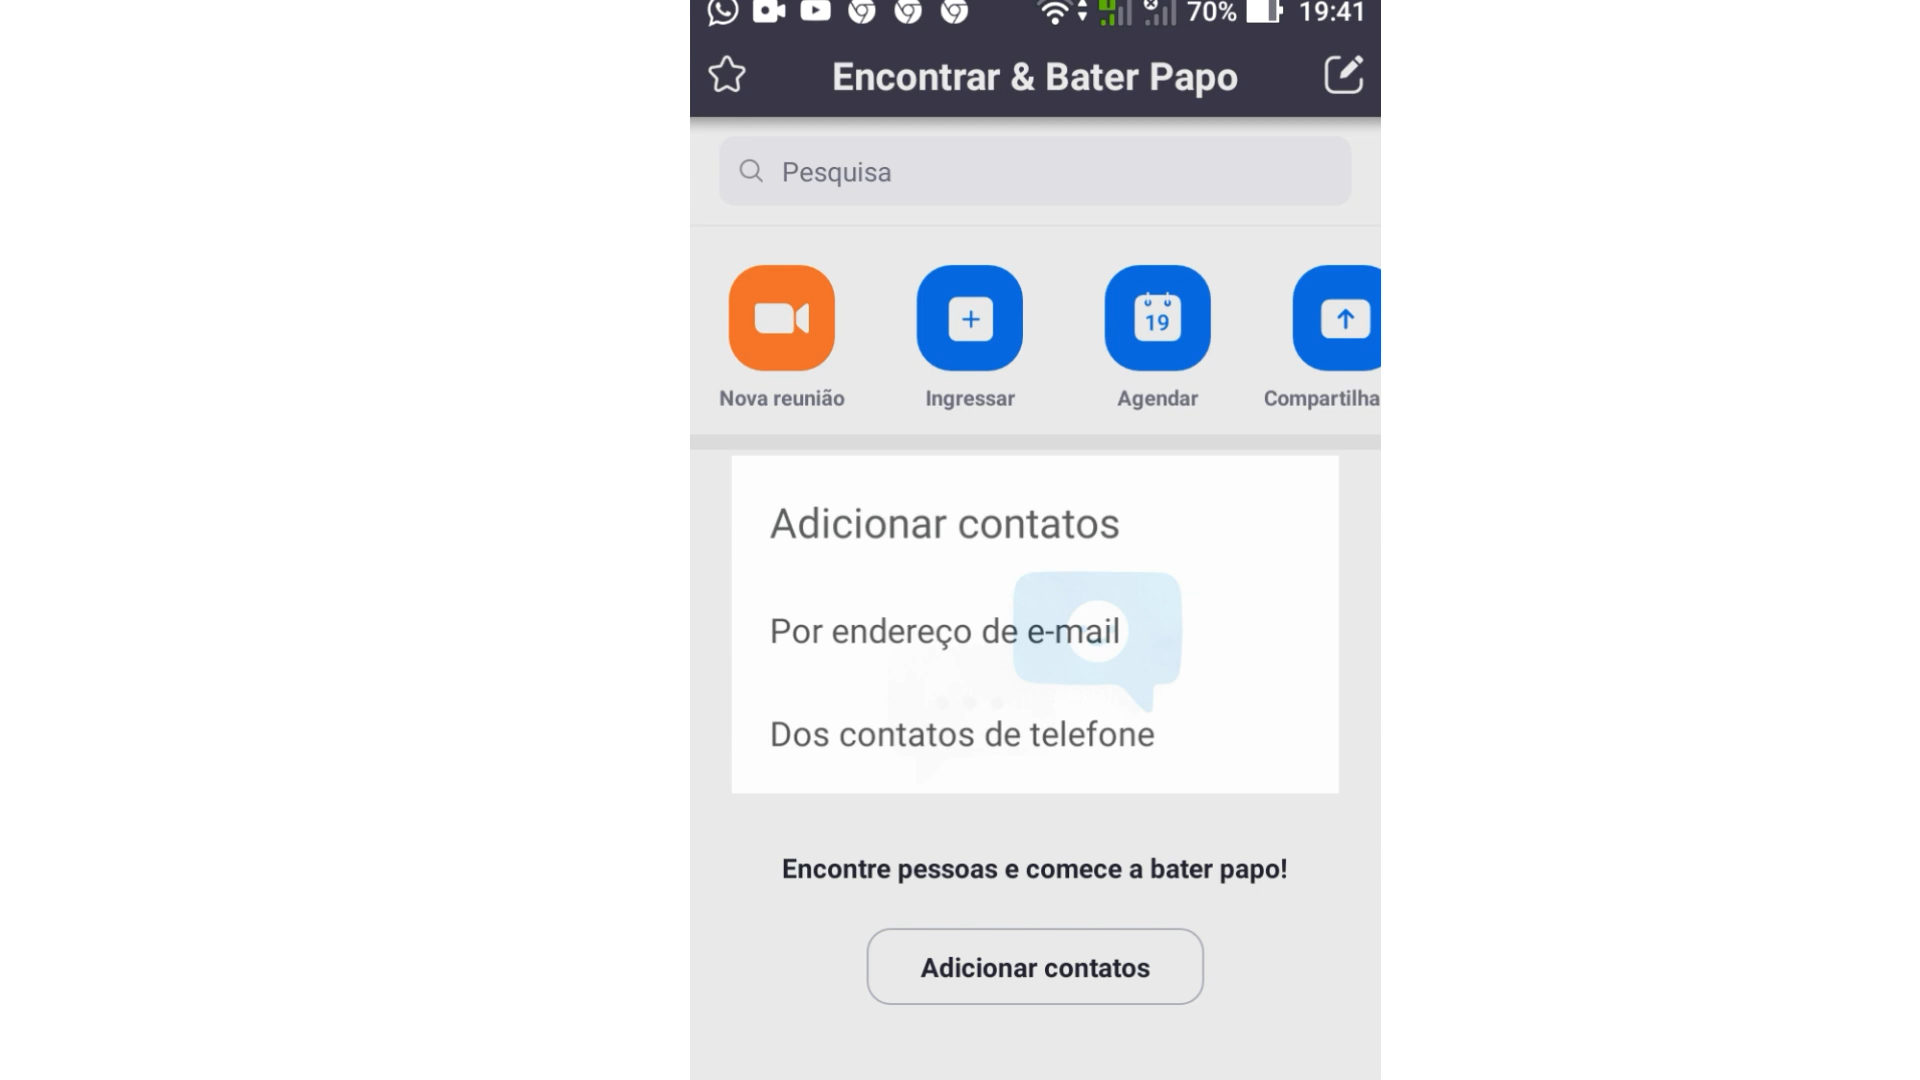 70% 19:41
Encontrar & Bater Papo
Pesquisa
19
Nova reunião Ingressar Agendar Compartilha
Adicionar contatos
Por endereço de e-mail
Dos contatos de telefone
Encontre pessoas e comece a bater papo!
Adicionar contatos